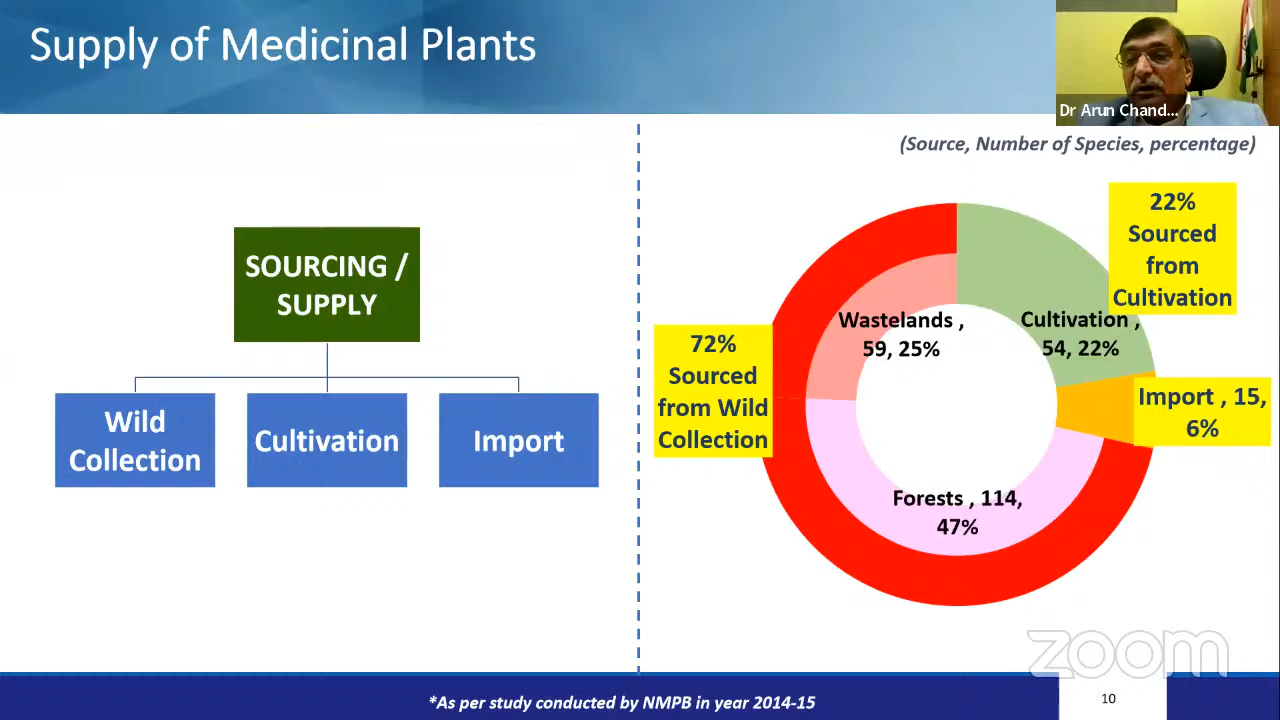 Supply of Medicinal Plants
Dr Arun Chand...
(Source, Number of Species, percentage)
SOURCING /
SUPPLY
Wild
Collection
Cultivation
Import
22%
Sourced
from
Cultivation
Wastelands ,
59, 25%
Cultivation ,
54, 22%
72%
Sourced
from Wild
Collection
Import , 15,
6%
Forests , 114,
47%
zoom
*As per study conducted by NMPB in year 2014-15
10